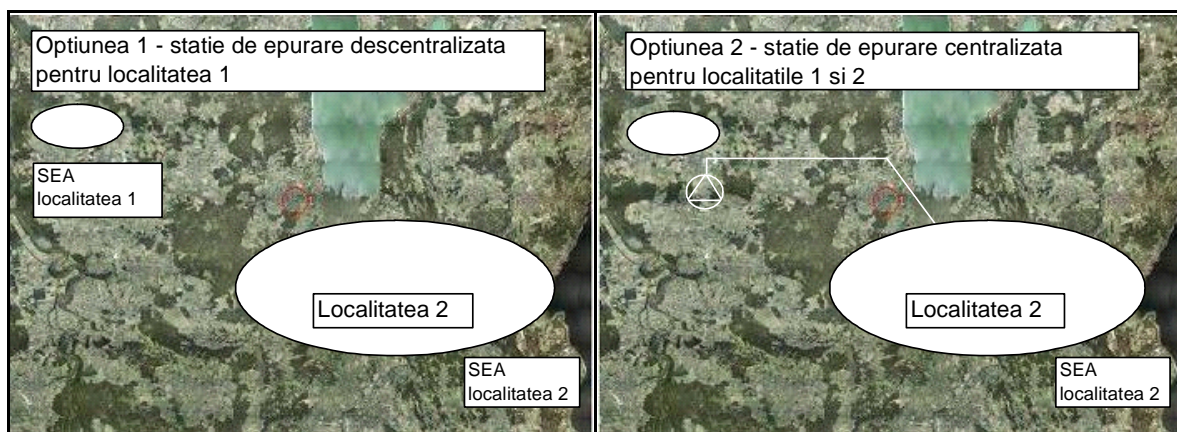 Optiunea 1 - statie de epurare descentralizata
pentru localitatea 1
SEA
localitatea 1
Localitatea 2
SEA
localitatea 2
Optiunea 2 - statie de epurare centralizata
pentru localitatile 1 si 2
Localitatea 2
SEA
localitatea 2